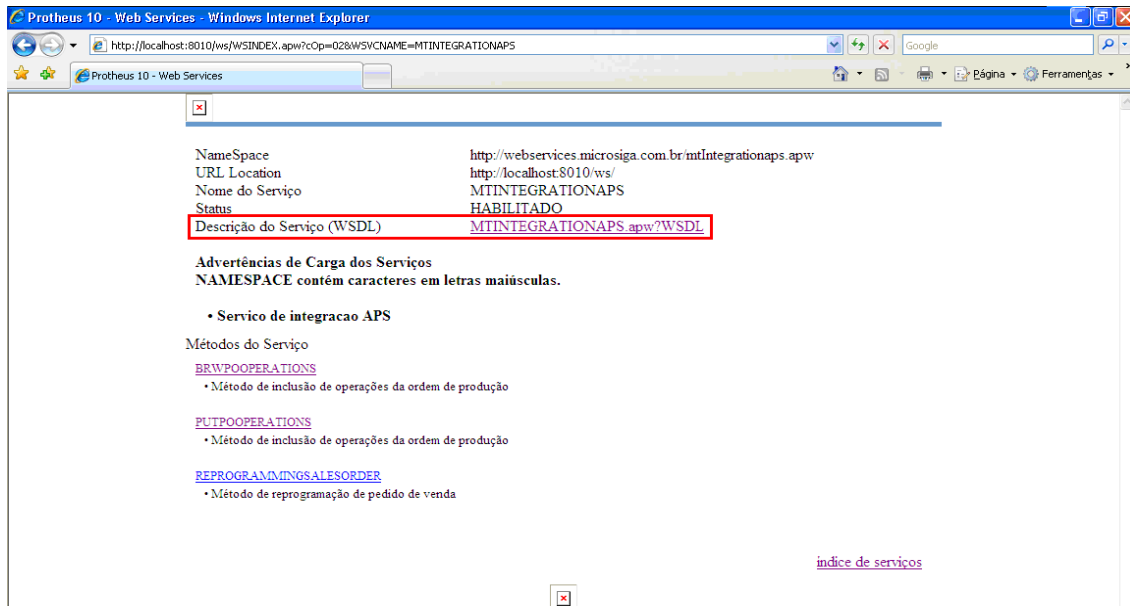 Protheus 10 - Web Services - Windows Internet Explorer
http://localhost:8010/ws/WSINDEX.apw?cOp=02&WSVCNAME=MTINTEGRATIONAPS
Google
Protheus 10 - Web Services
Página
Ferramentas
NameSpace http://webservices.microsiga.com.br/mtIntegrationaps.apw
URL Location http://localhost:8010/ws/
Nome do Serviço MTINTEGRATIONAPS
Status HABILITADO
Descrição do Serviço (WSDL) MTINTEGRATIONAPS.apw?WSDL
Advertências de Carga dos Serviços
NAMESPACE contém caracteres em letras maiúsculas.
• Servico de integracao APS
Métodos do Serviço
BRWPOOPERATIONS
• Método de inclusão de operações da ordem de produção
PUTPOOPERATIONS
• Método de inclusão de operações da ordem de produção
REPROGRAMMINGSALESORDER
• Método de reprogramação de pedido de venda
indice de serviços